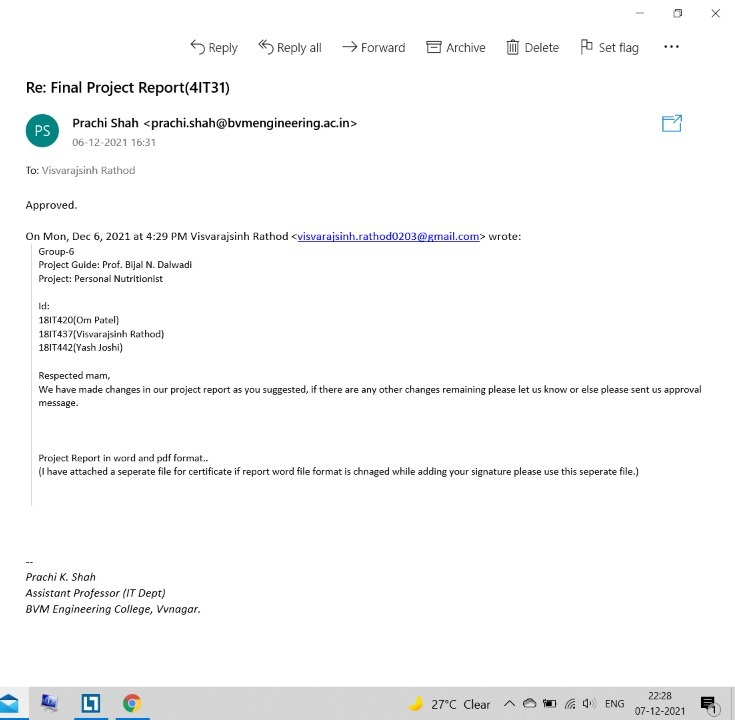 Reply
Reply all
Forward
Archive
Delete
Set flag
Re: Final Project Report(4IT31)
PS
Prachi Shah <prachi.shah@bvmengineering.ac.in>
06-12-2021 16:31
To: Visvarajsinh Rathod
Approved.
On Mon, Dec 6, 2021 at 4:29 PM Visvarajsinh Rathod <visvarajsinh.rathod0203@gmail.com> wrote:
Group-6
Project Guide: Prof. Bijal N. Dalwadi
Project: Personal Nutritionist
Id:
18IT420(Om Patel)
18IT437(Visvarajsinh Rathod)
18IT442(Yash Joshi)
Respected mam,
We have made changes in our project report as you suggested, if there are any other changes remaining please let us know or else please sent us approval
message.
Project Report in word and pdf format..
(I have attached a seperate file for certificate if report word file format is chnaged while adding your signature please use this seperate file.)
--
Prachi K. Shah
Assistant Professor (IT Dept)
BVM Engineering College, Vvnagar.
27°C Clear
ENG
22:28
07-12-2021
1